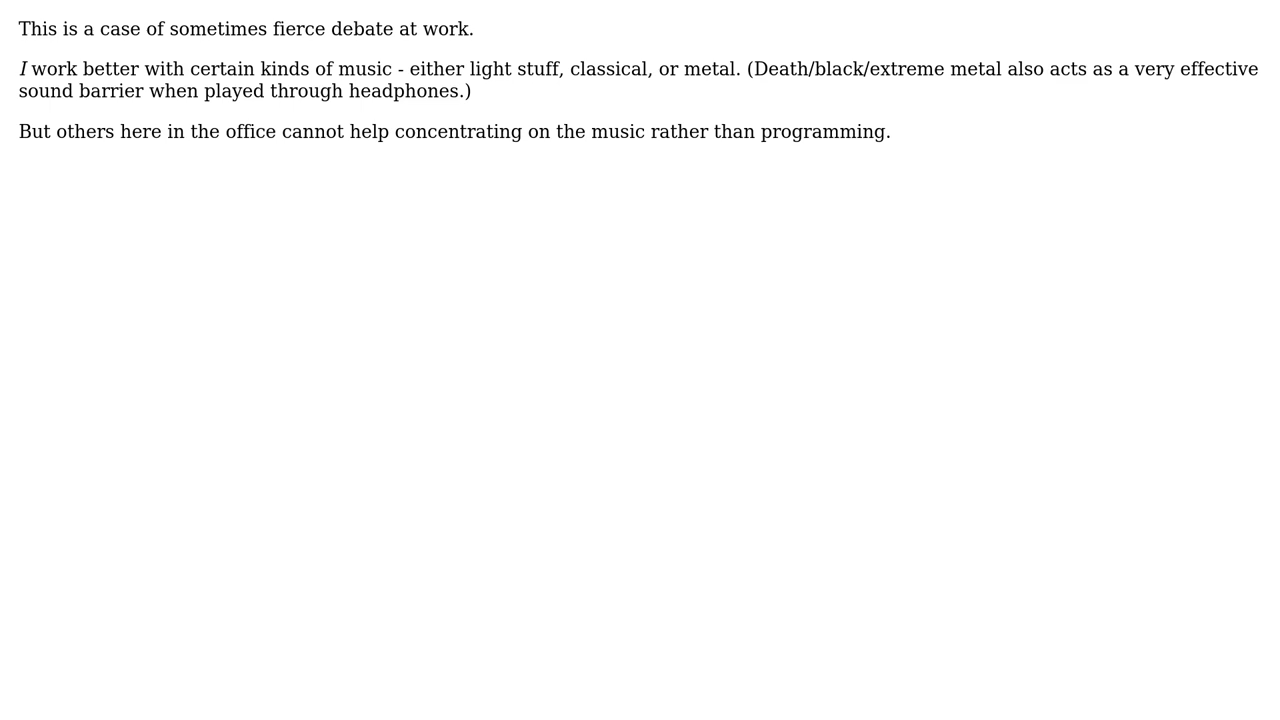 This is a case of sometimes fierce debate at work.
I work better with certain kinds of music - either light stuff, classical, or metal. (Death/black/extreme metal also acts as a very effective
sound barrier when played through headphones.)
But others here in the office cannot help concentrating on the music rather than programming.